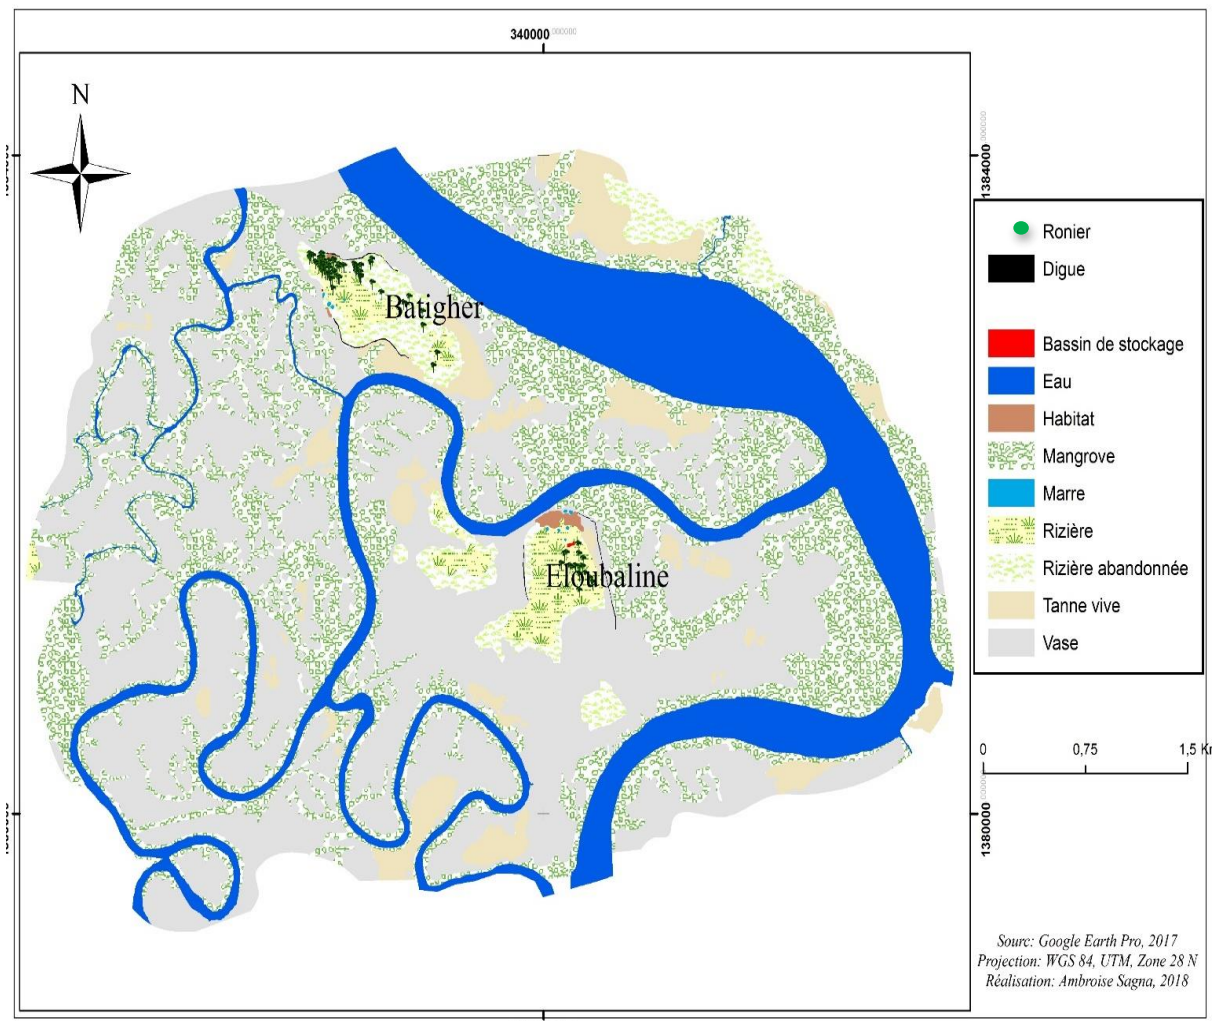 340000
N
1384000
Batigher
Eloubaline
Ronier
Digue
Bassin de stockage
Eau
Habitat
Mangrove
Marre
Rizière
Rizière abandonnée
Tanne vive
Vase
0 0,75 1,5
1380000
Sourc: Google Earth Pro, 2017
Projection: WGS 84, UTM, Zone 28 N
Réalisation: Ambroise Sagna, 2018